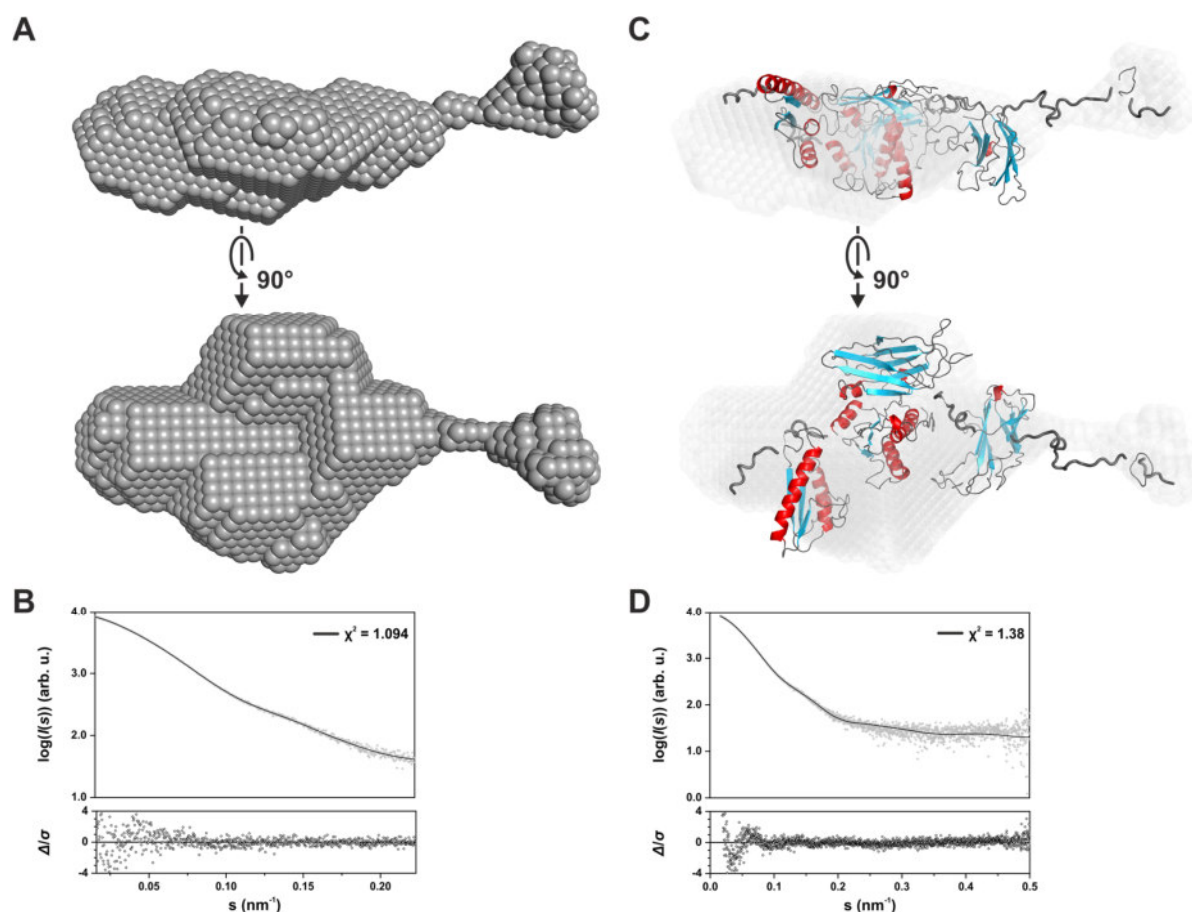 A
C
90°
90°
B
D
4.0
3.0
2.0
1.0
log(I(s)) (arb. u.)
χ² = 1.094
4
0
-4
Δ/σ
0.05
0.10
0.15
0.20
s (nm⁻¹)
4.0
3.0
2.0
1.0
0.0
log(I(s)) (arb. u.)
χ² = 1.38
4
0
-4
Δ/σ
0.0
0.1
0.2
0.3
0.4
0.5
s (nm⁻¹)